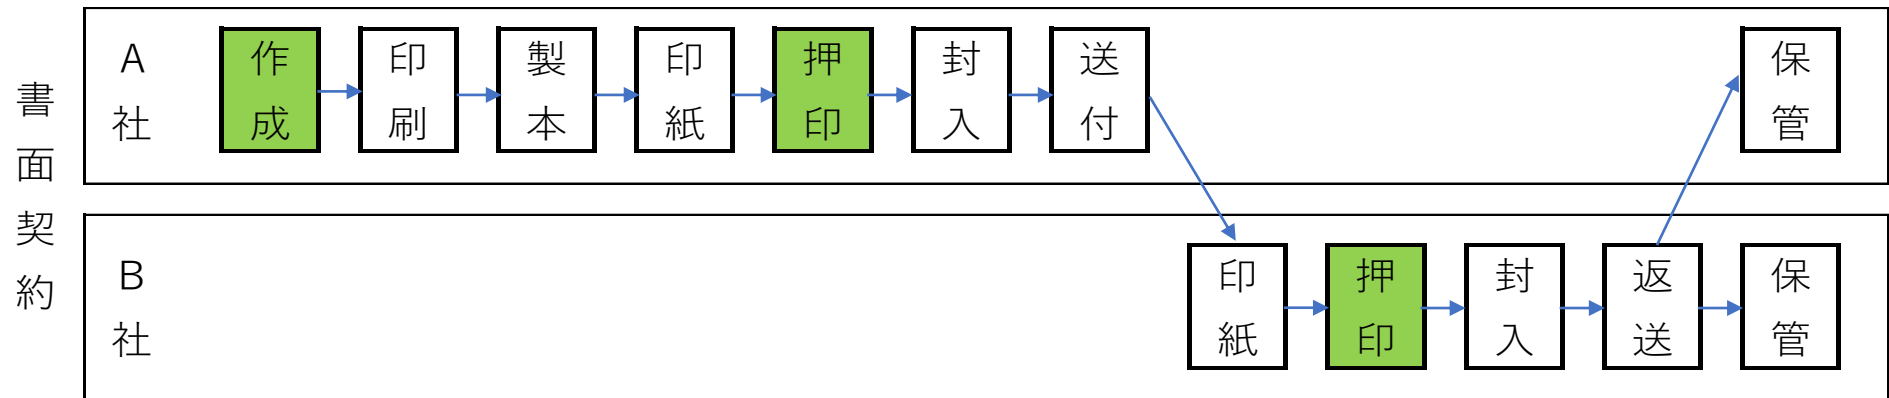 書面契約
A社
作成
印刷
製本
印紙
押印
封入
送付
保管
B社
印紙
押印
封入
返送
保管